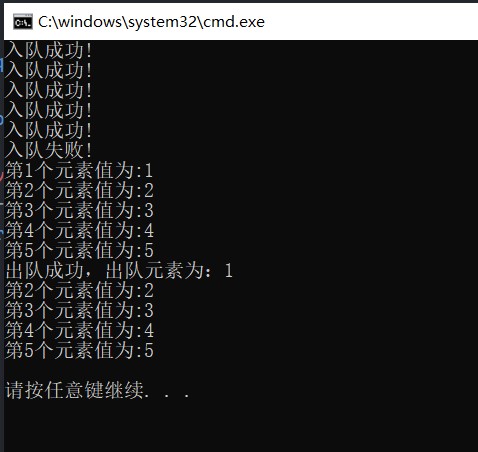 C:\windows\system32\cmd.exe
入队成功!
入队成功!
入队成功!
入队成功!
入队成功!
入队失败!
第1个元素值为:1
第2个元素值为:2
第3个元素值为:3
第4个元素值为:4
第5个元素值为:5
出队成功，出队元素为：1
第2个元素值为:2
第3个元素值为:3
第4个元素值为:4
第5个元素值为:5
请按任意键继续. . .